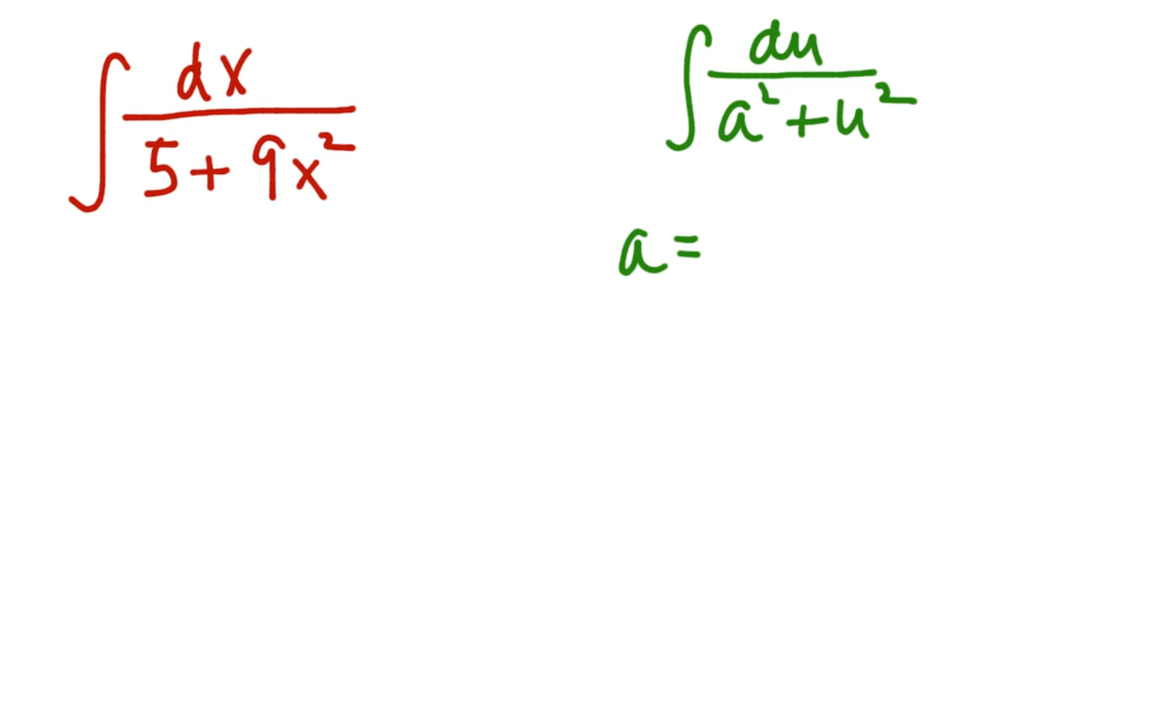 ∫ dx / (5 + 9x²)
∫ du / (a² + u²)
a =